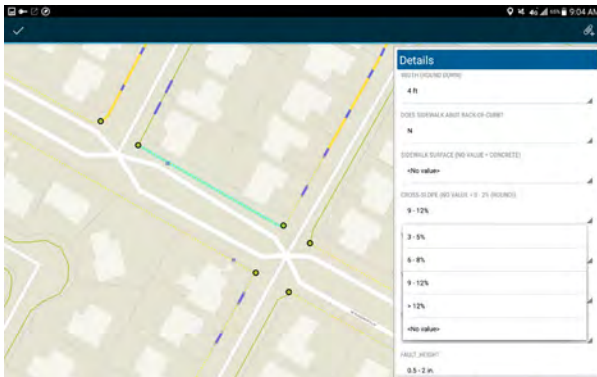 4G 66% 9:04 AM
Details
WIDTH (ROUND DOWN)
4 ft
DOES SIDEWALK ABUT BACK-OF-CURB?
N
SIDEWALK SURFACE (NO VALUE = CONCRETE)
<No value>
CROSS-SLOPE (NO VALUE = 0 - 2% (ROUND))
9 - 12%
3 - 5%
6 - 8%
9 - 12%
> 12%
<No value>
FAULT_HEIGHT
0.5 - 2 in.